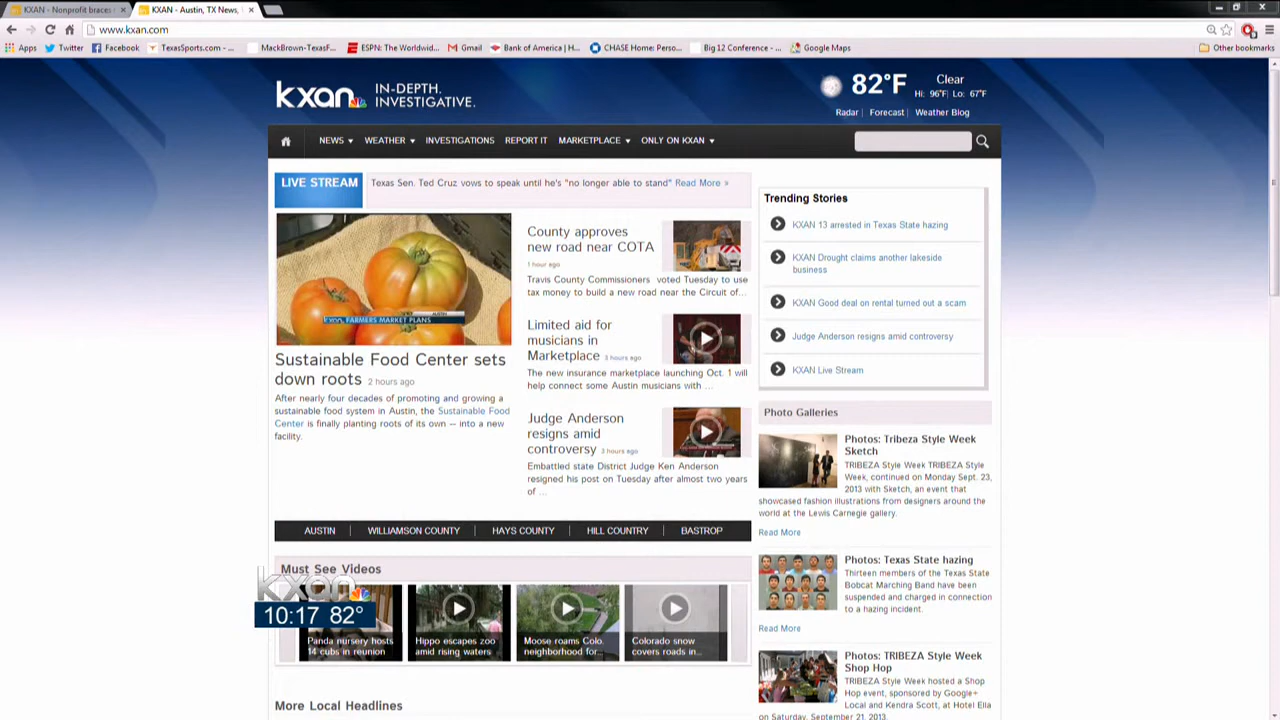 KXAN - Nonprofit braces
KXAN - Austin, TX News,
www.kxan.com
Apps Twitter Facebook TexasSports.com - ... MackBrown-TexasF... ESPN: The Worldwid... Gmail Bank of America | H... CHASE Home: Perso... Big 12 Conference - ... Google Maps Other bookmarks
kxan IN-DEPTH. INVESTIGATIVE.
82°F Clear
Hi: 96°F| Lo: 67°F
Radar | Forecast | Weather Blog
NEWS WEATHER INVESTIGATIONS REPORT IT MARKETPLACE ONLY ON KXAN
LIVE STREAM
Texas Sen. Ted Cruz vows to speak until he's "no longer able to stand" Read More »
kxan FARMERS MARKET PLANS
AUSTIN
Sustainable Food Center sets
down roots 2 hours ago
After nearly four decades of promoting and growing a
sustainable food system in Austin, the Sustainable Food
Center is finally planting roots of its own -- into a new
facility.
County approves
new road near COTA
1 hour ago
Travis County Commissioners voted Tuesday to use
tax money to build a new road near the Circuit of...
Limited aid for
musicians in
Marketplace 3 hours ago
The new insurance marketplace launching Oct. 1 will
help connect some Austin musicians with ...
Judge Anderson
resigns amid
controversy 3 hours ago
Embattled state District Judge Ken Anderson
resigned his post on Tuesday after almost two years
of ...
Trending Stories
KXAN 13 arrested in Texas State hazing
KXAN Drought claims another lakeside
business
KXAN Good deal on rental turned out a scam
Judge Anderson resigns amid controversy
KXAN Live Stream
Photo Galleries
Photos: Tribeza Style Week
Sketch
TRIBEZA Style Week TRIBEZA Style
Week, continued on Monday Sept. 23,
2013 with Sketch, an event that
showcased fashion illustrations from designers around the
world at the Lewis Carnegie gallery.
Read More
Photos: Texas State hazing
Thirteen members of the Texas State
Bobcat Marching Band have been
suspended and charged in connection
to a hazing incident.
Read More
Photos: TRIBEZA Style Week
Shop Hop
TRIBEZA Style Week hosted a Shop
Hop event, sponsored by Google+
Local and Kendra Scott, at Hotel Ella
on Saturday, September 21, 2013.
AUSTIN | WILLIAMSON COUNTY | HAYS COUNTY | HILL COUNTRY | BASTROP
Must See Videos
Panda nursery hosts
14 cubs in reunion
Hippo escapes zoo
amid rising waters
Moose roams Colo.
neighborhood for...
Colorado snow
covers roads in...
kxan
10:17 82°
More Local Headlines